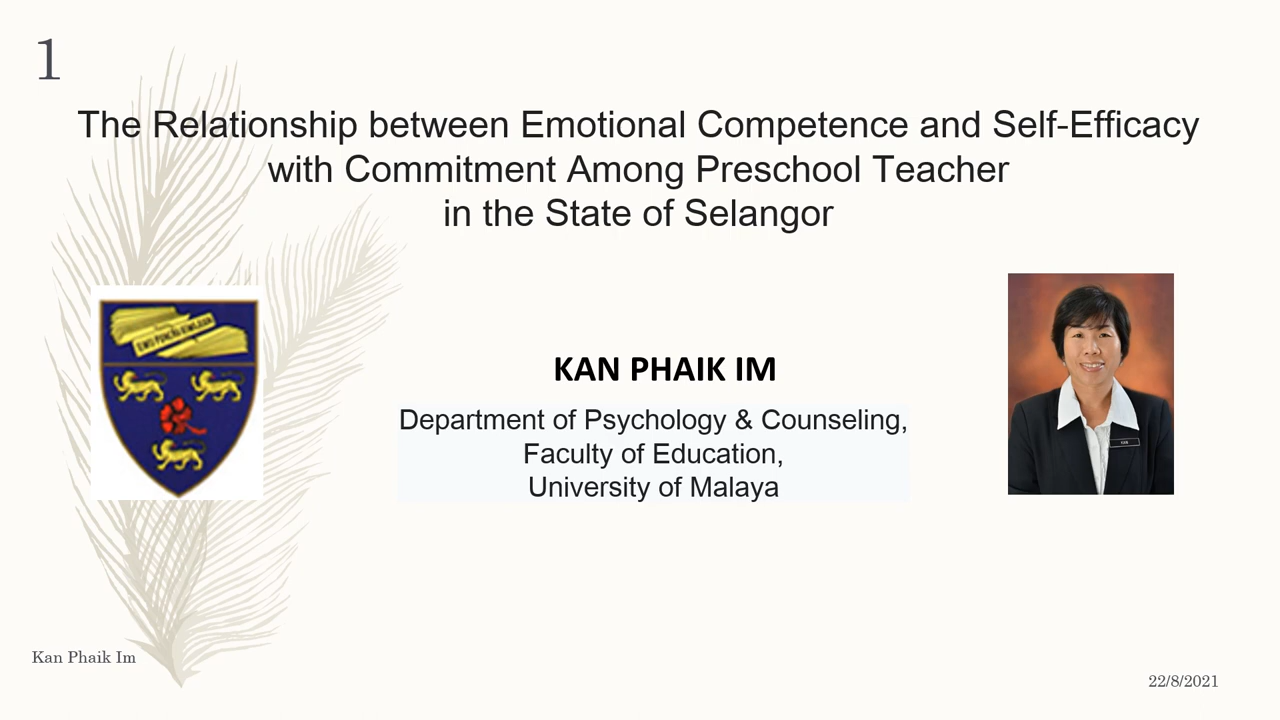 1
The Relationship between Emotional Competence and Self-Efficacy
with Commitment Among Preschool Teacher
in the State of Selangor
KAN PHAIK IM
Department of Psychology & Counseling,
Faculty of Education,
University of Malaya
KAN
Kan Phaik Im
22/8/2021